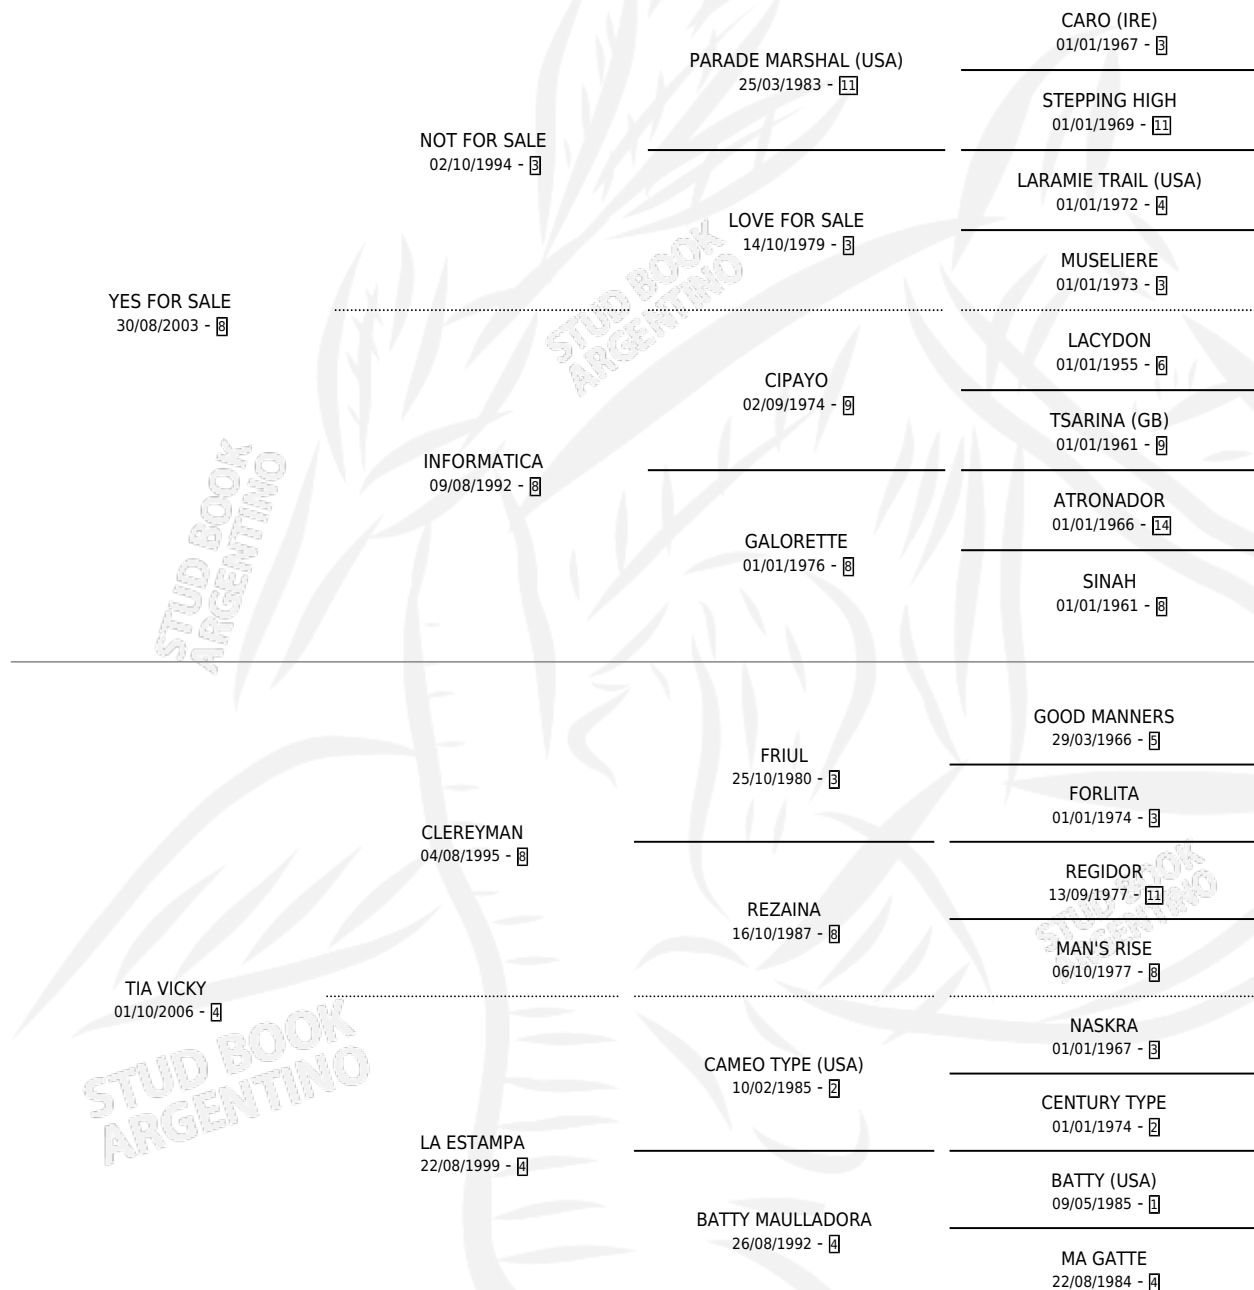 CARO (IRE)
01/01/1967 - 3
PARADE MARSHAL (USA)
25/03/1983 - 11
STEPPING HIGH
01/01/1969 - 11
NOT FOR SALE
02/10/1994 - 3
LARAMIE TRAIL (USA)
01/01/1972 - 4
LOVE FOR SALE
14/10/1979 - 3
MUSELIERE
01/01/1973 - 3
YES FOR SALE
30/08/2003 - 8
STUD BOOK
ARGENTINO
LACYDON
01/01/1955 - 6
CIPAYO
02/09/1974 - 9
TSARINA (GB)
01/01/1961 - 9
INFORMATICA
09/08/1992 - 8
ATRONADOR
01/01/1966 - 14
GALORETTE
01/01/1976 - 8
SINAH
01/01/1961 - 8
STUD BOOK
ARGENTINO
GOOD MANNERS
29/03/1966 - 5
FRIUL
25/10/1980 - 3
FORLITA
01/01/1974 - 3
CLEREYMAN
04/08/1995 - 8
REGIDOR
13/09/1977 - 11
REZAINA
16/10/1987 - 8
MAN'S RISE
06/10/1977 - 8
STUD BOOK
ARGENTINO
TIA VICKY
01/10/2006 - 4
NASKRA
01/01/1967 - 3
CAMEO TYPE (USA)
10/02/1985 - 2
CENTURY TYPE
01/01/1974 - 2
STUD BOOK
ARGENTINO
LA ESTAMPA
22/08/1999 - 4
BATTY (USA)
09/05/1985 - 1
BATTY MAULLADORA
26/08/1992 - 4
MA GATTE
22/08/1984 - 4